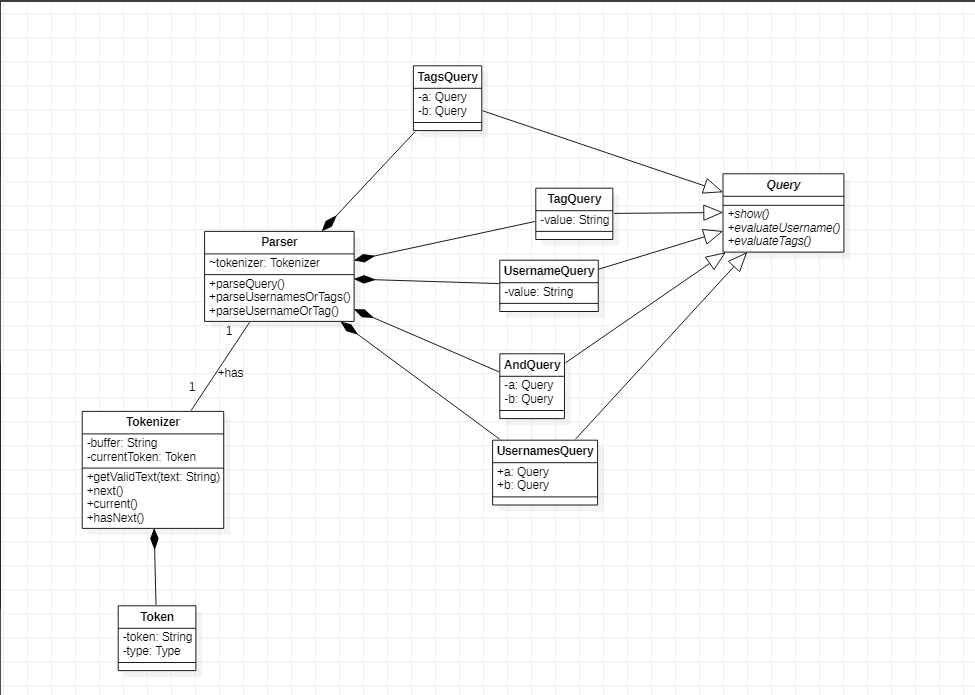 TagsQuery
-a: Query
-b: Query
Query
+show()
+evaluateUsername()
+evaluateTags()
TagQuery
-value: String
Parser
~tokenizer: Tokenizer
+parseQuery()
+parseUsernamesOrTags()
+parseUsernameOrTag()
UsernameQuery
-value: String
1
+has
1
AndQuery
-a: Query
-b: Query
Tokenizer
-buffer: String
-currentToken: Token
+getValidText(text: String)
+next()
+current()
+hasNext()
UsernamesQuery
+a: Query
+b: Query
Token
-token: String
-type: Type